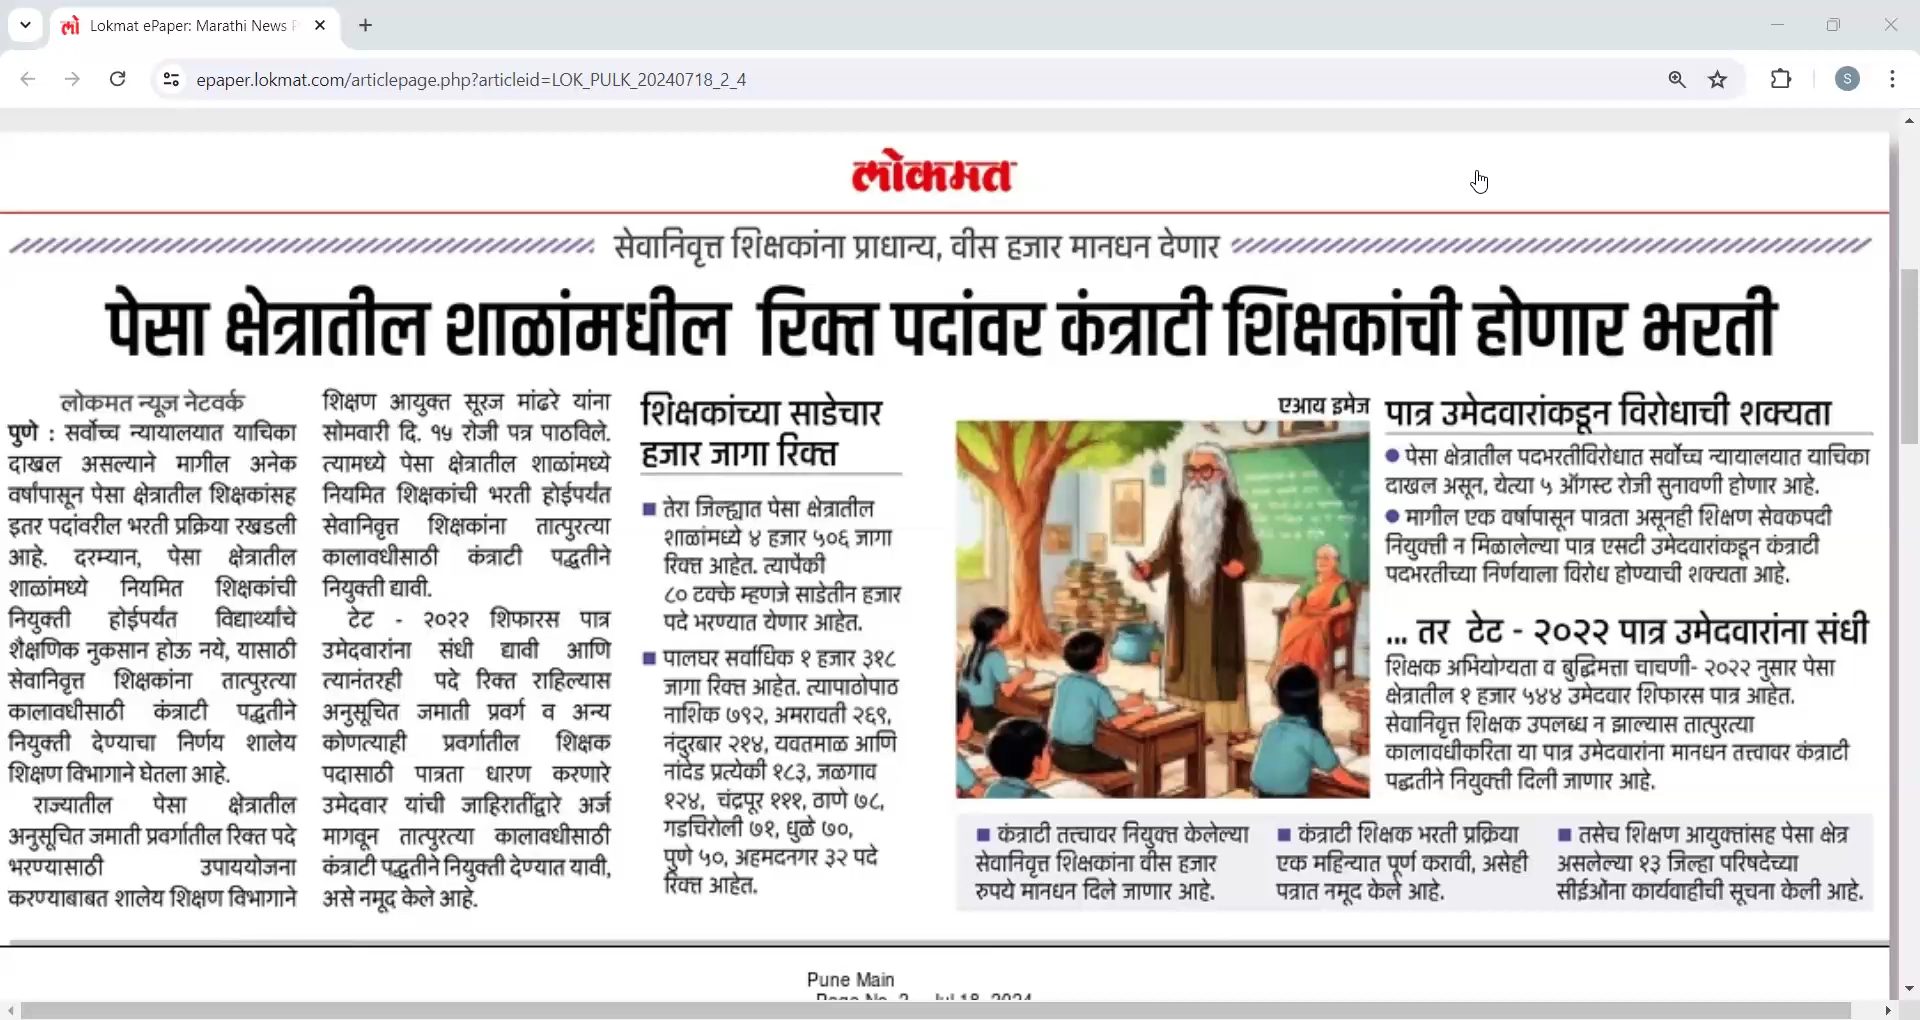 Lokmat ePaper: Marathi News P
epaper.lokmat.com/articlepage.php?articleid=LOK_PULK_20240718_2_4
S
लोकमत
सेवानिवृत्त शिक्षकांना प्राधान्य, वीस हजार मानधन देणार
पेसा क्षेत्रातील शाळांमधील रिक्त पदांवर कंत्राटी शिक्षकांची होणार भरती
लोकमत न्यूज नेटवर्क
पुणे : सर्वोच्च न्यायालयात याचिका
दाखल असल्याने मागील अनेक
वर्षांपासून पेसा क्षेत्रातील शिक्षकांसह
इतर पदांवरील भरती प्रक्रिया रखडली
आहे. दरम्यान, पेसा क्षेत्रातील
शाळांमध्ये नियमित शिक्षकांची
नियुक्ती होईपर्यंत विद्यार्थ्यांचे
शैक्षणिक नुकसान होऊ नये, यासाठी
सेवानिवृत्त शिक्षकांना तात्पुरत्या
कालावधीसाठी कंत्राटी पद्धतीने
नियुक्ती देण्याचा निर्णय शालेय
शिक्षण विभागाने घेतला आहे.
राज्यातील पेसा क्षेत्रातील
अनुसूचित जमाती प्रवर्गातील रिक्त पदे
भरण्यासाठी उपाययोजना
करण्याबाबत शालेय शिक्षण विभागाने
शिक्षण आयुक्त सूरज मांढरे यांना
सोमवारी दि. १५ रोजी पत्र पाठविले.
त्यामध्ये पेसा क्षेत्रातील शाळांमध्ये
नियमित शिक्षकांची भरती होईपर्यंत
सेवानिवृत्त शिक्षकांना तात्पुरत्या
कालावधीसाठी कंत्राटी पद्धतीने
नियुक्ती द्यावी.
टेट - २०२२ शिफारस पात्र
उमेदवारांना संधी द्यावी आणि
त्यानंतरही पदे रिक्त राहिल्यास
अनुसूचित जमाती प्रवर्ग व अन्य
कोणत्याही प्रवर्गातील शिक्षक
पदासाठी पात्रता धारण करणारे
उमेदवार यांची जाहिरातींद्वारे अर्ज
मागवून तात्पुरत्या कालावधीसाठी
कंत्राटी पद्धतीने नियुक्ती देण्यात यावी,
असे नमूद केले आहे.
शिक्षकांच्या साडेचार
हजार जागा रिक्त
तेरा जिल्ह्यात पेसा क्षेत्रातील
शाळांमध्ये ४ हजार ५०६ जागा
रिक्त आहेत. त्यापैकी
८० टक्के म्हणजे साडेतीन हजार
पदे भरण्यात येणार आहेत.
पालघर सर्वाधिक १ हजार ३१८
जागा रिक्त आहेत. त्यापाठोपाठ
नाशिक ७९२, अमरावती २६९,
नंदुरबार २१४, यवतमाळ आणि
नांदेड प्रत्येकी १८३, जळगाव
१२४, चंद्रपूर १११, ठाणे ७८,
गडचिरोली ७१, धुळे ७०,
पुणे ५०, अहमदनगर ३२ पदे
रिक्त आहेत.
एआय इमेज
पात्र उमेदवारांकडून विरोधाची शक्यता
● पेसा क्षेत्रातील पदभरतीविरोधात सर्वोच्च न्यायालयात याचिका
दाखल असून, येत्या ५ ऑगस्ट रोजी सुनावणी होणार आहे.
● मागील एक वर्षापासून पात्रता असूनही शिक्षण सेवकपदी
नियुक्ती न मिळालेल्या पात्र एसटी उमेदवारांकडून कंत्राटी
पदभरतीच्या निर्णयाला विरोध होण्याची शक्यता आहे.
... तर टेट - २०२२ पात्र उमेदवारांना संधी
शिक्षक अभियोग्यता व बुद्धिमत्ता चाचणी- २०२२ नुसार पेसा
क्षेत्रातील १ हजार ५४४ उमेदवार शिफारस पात्र आहेत.
सेवानिवृत्त शिक्षक उपलब्ध न झाल्यास तात्पुरत्या
कालावधीकरिता या पात्र उमेदवारांना मानधन तत्त्वावर कंत्राटी
पद्धतीने नियुक्ती दिली जाणार आहे.
कंत्राटी तत्त्वावर नियुक्त केलेल्या
सेवानिवृत्त शिक्षकांना वीस हजार
रुपये मानधन दिले जाणार आहे.
कंत्राटी शिक्षक भरती प्रक्रिया
एक महिन्यात पूर्ण करावी, असेही
पत्रात नमूद केले आहे.
तसेच शिक्षण आयुक्तांसह पेसा क्षेत्र
असलेल्या १३ जिल्हा परिषदेच्या
सीईओंना कार्यवाहीची सूचना केली आहे.
Pune Main
Page No. 2 Jul 18, 2024